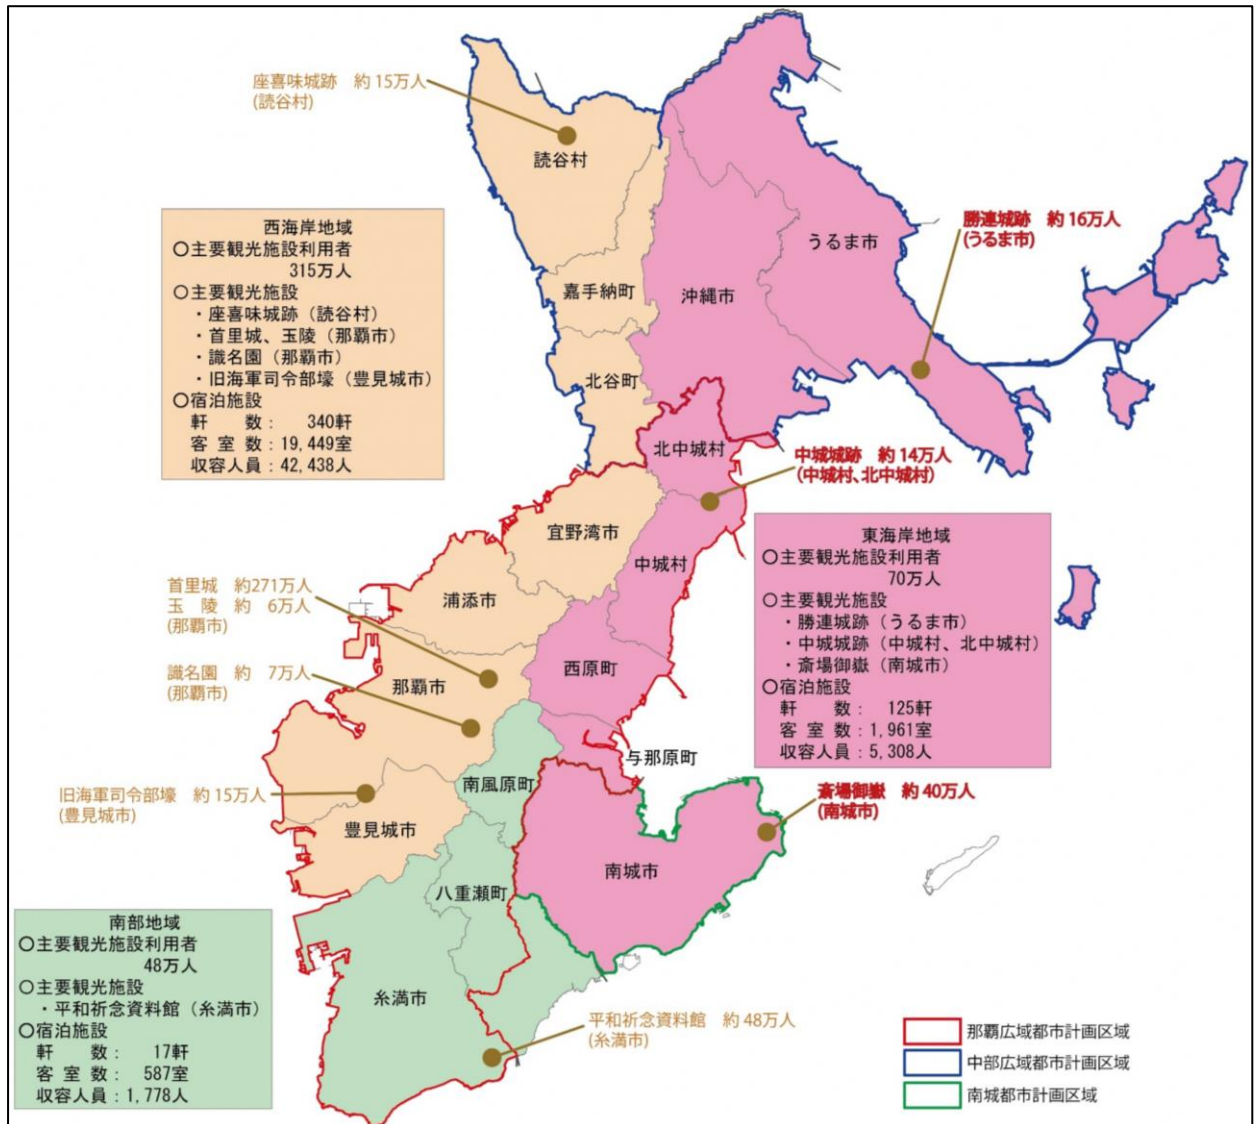 座喜味城跡 約 15万人
(読谷村)
読谷村
西海岸地域
○主要観光施設利用者
315万人
○主要観光施設
・座喜味城跡（読谷村）
・首里城、玉陵（那覇市）
・識名園（那覇市）
・旧海軍司令部壕（豊見城市）
○宿泊施設
軒 数： 340軒
客 室 数：19,449室
収容人員：42,438人
うるま市
勝連城跡 約 16万人
(うるま市)
嘉手納町
沖縄市
北谷町
北中城村
中城城跡 約 14万人
(中城村、北中城村)
宜野湾市
中城村
浦添市
首里城 約271万人
玉 陵 約 6万人
(那覇市)
西原町
識名園 約 7万人
(那覇市)
那覇市
東海岸地域
○主要観光施設利用者
70万人
○主要観光施設
・勝連城跡（うるま市）
・中城城跡（中城村、北中城村）
・斎場御嶽（南城市）
○宿泊施設
軒 数： 125軒
客 室 数：1,961室
収容人員：5,308人
与那原町
南風原町
旧海軍司令部壕 約 15万人
(豊見城市)
豊見城市
斎場御嶽 約 40万人
(南城市)
南城市
八重瀬町
南部地域
○主要観光施設利用者
48万人
○主要観光施設
・平和祈念資料館（糸満市）
○宿泊施設
軒 数： 17軒
客 室 数： 587室
収容人員：1,778人
糸満市
平和祈念資料館 約 48万人
(糸満市)
那覇広域都市計画区域
中部広域都市計画区域
南城都市計画区域